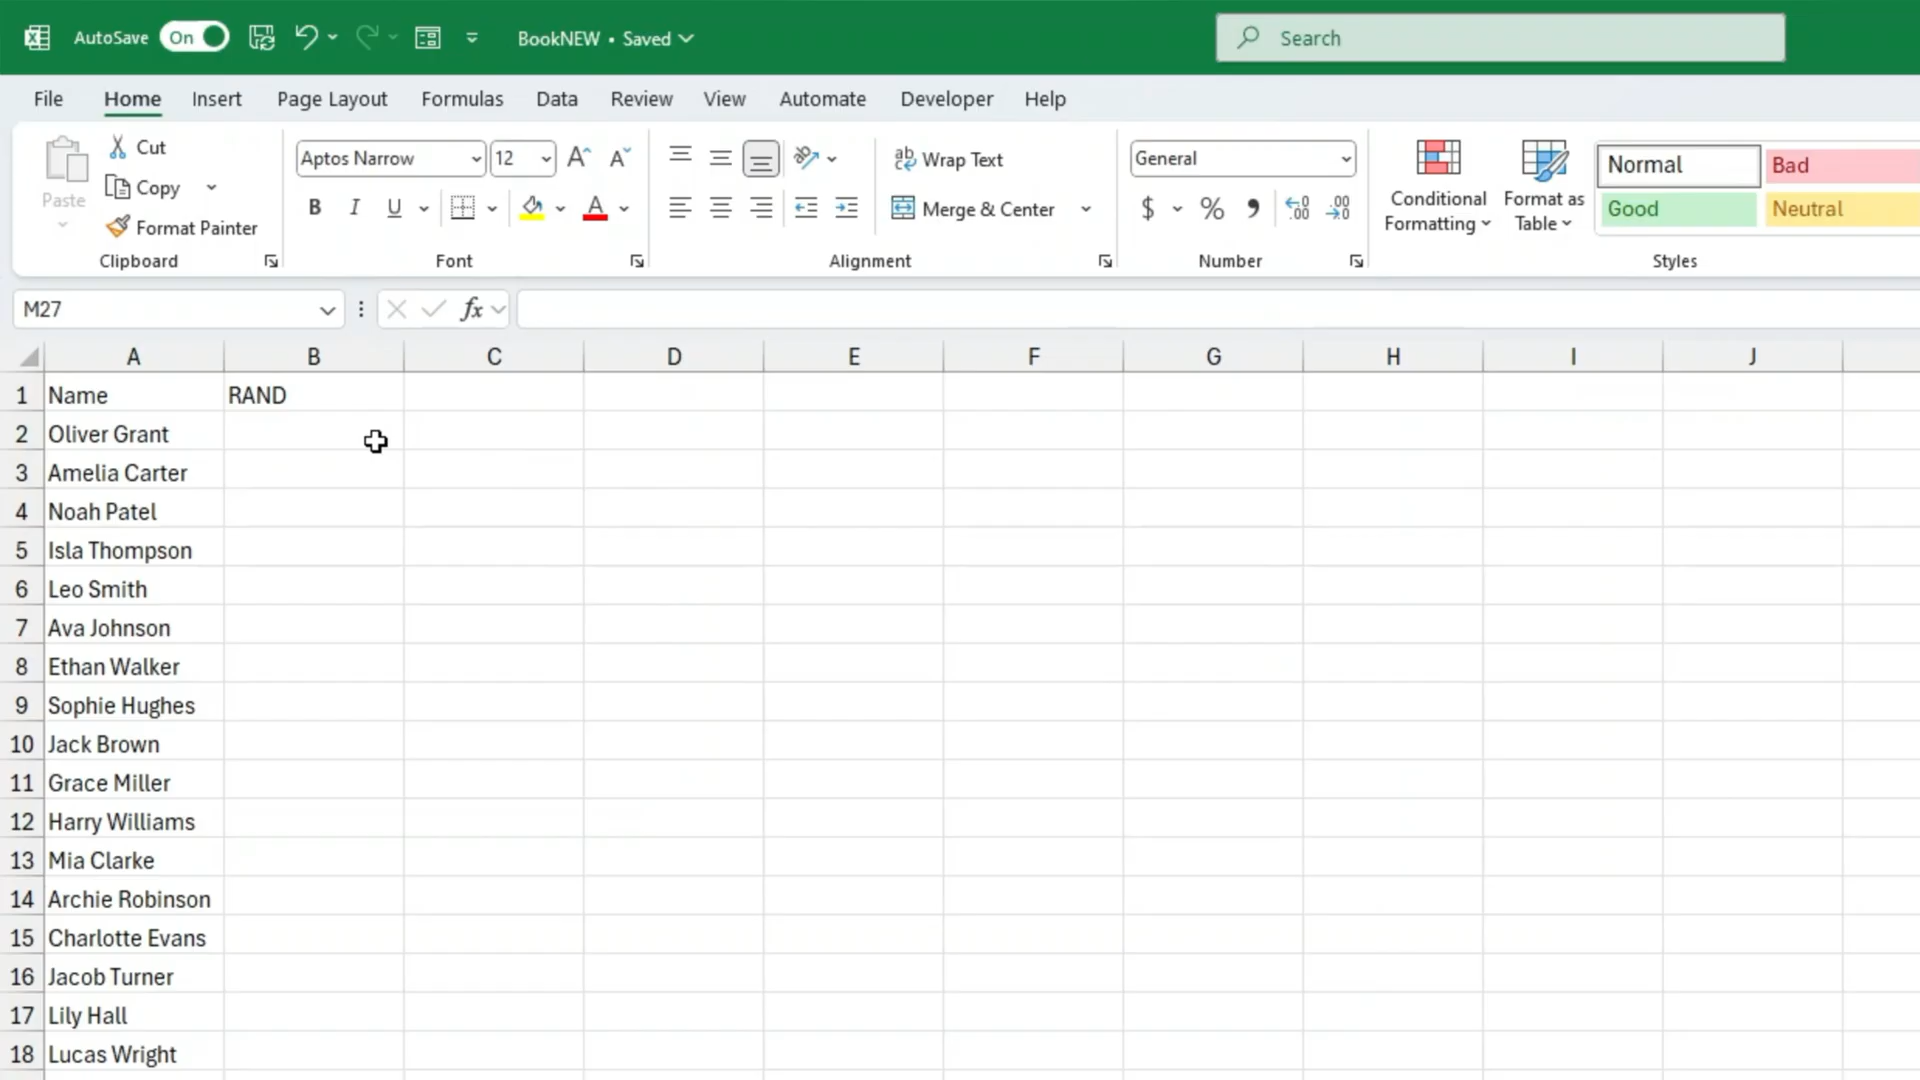 AutoSave On BookNEW • Saved Search
File Home Insert Page Layout Formulas Data Review View Automate Developer Help
Paste Cut Copy Format Painter
Clipboard
Aptos Narrow 12
B I U A
Font
Wrap Text
Merge & Center
Alignment
General
$ % , .00
Number
Conditional Formatting
Format as Table
Normal Bad
Good Neutral
Styles
M27 fx
A B C D E F G H I J
1 Name RAND
2 Oliver Grant
3 Amelia Carter
4 Noah Patel
5 Isla Thompson
6 Leo Smith
7 Ava Johnson
8 Ethan Walker
9 Sophie Hughes
10 Jack Brown
11 Grace Miller
12 Harry Williams
13 Mia Clarke
14 Archie Robinson
15 Charlotte Evans
16 Jacob Turner
17 Lily Hall
18 Lucas Wright